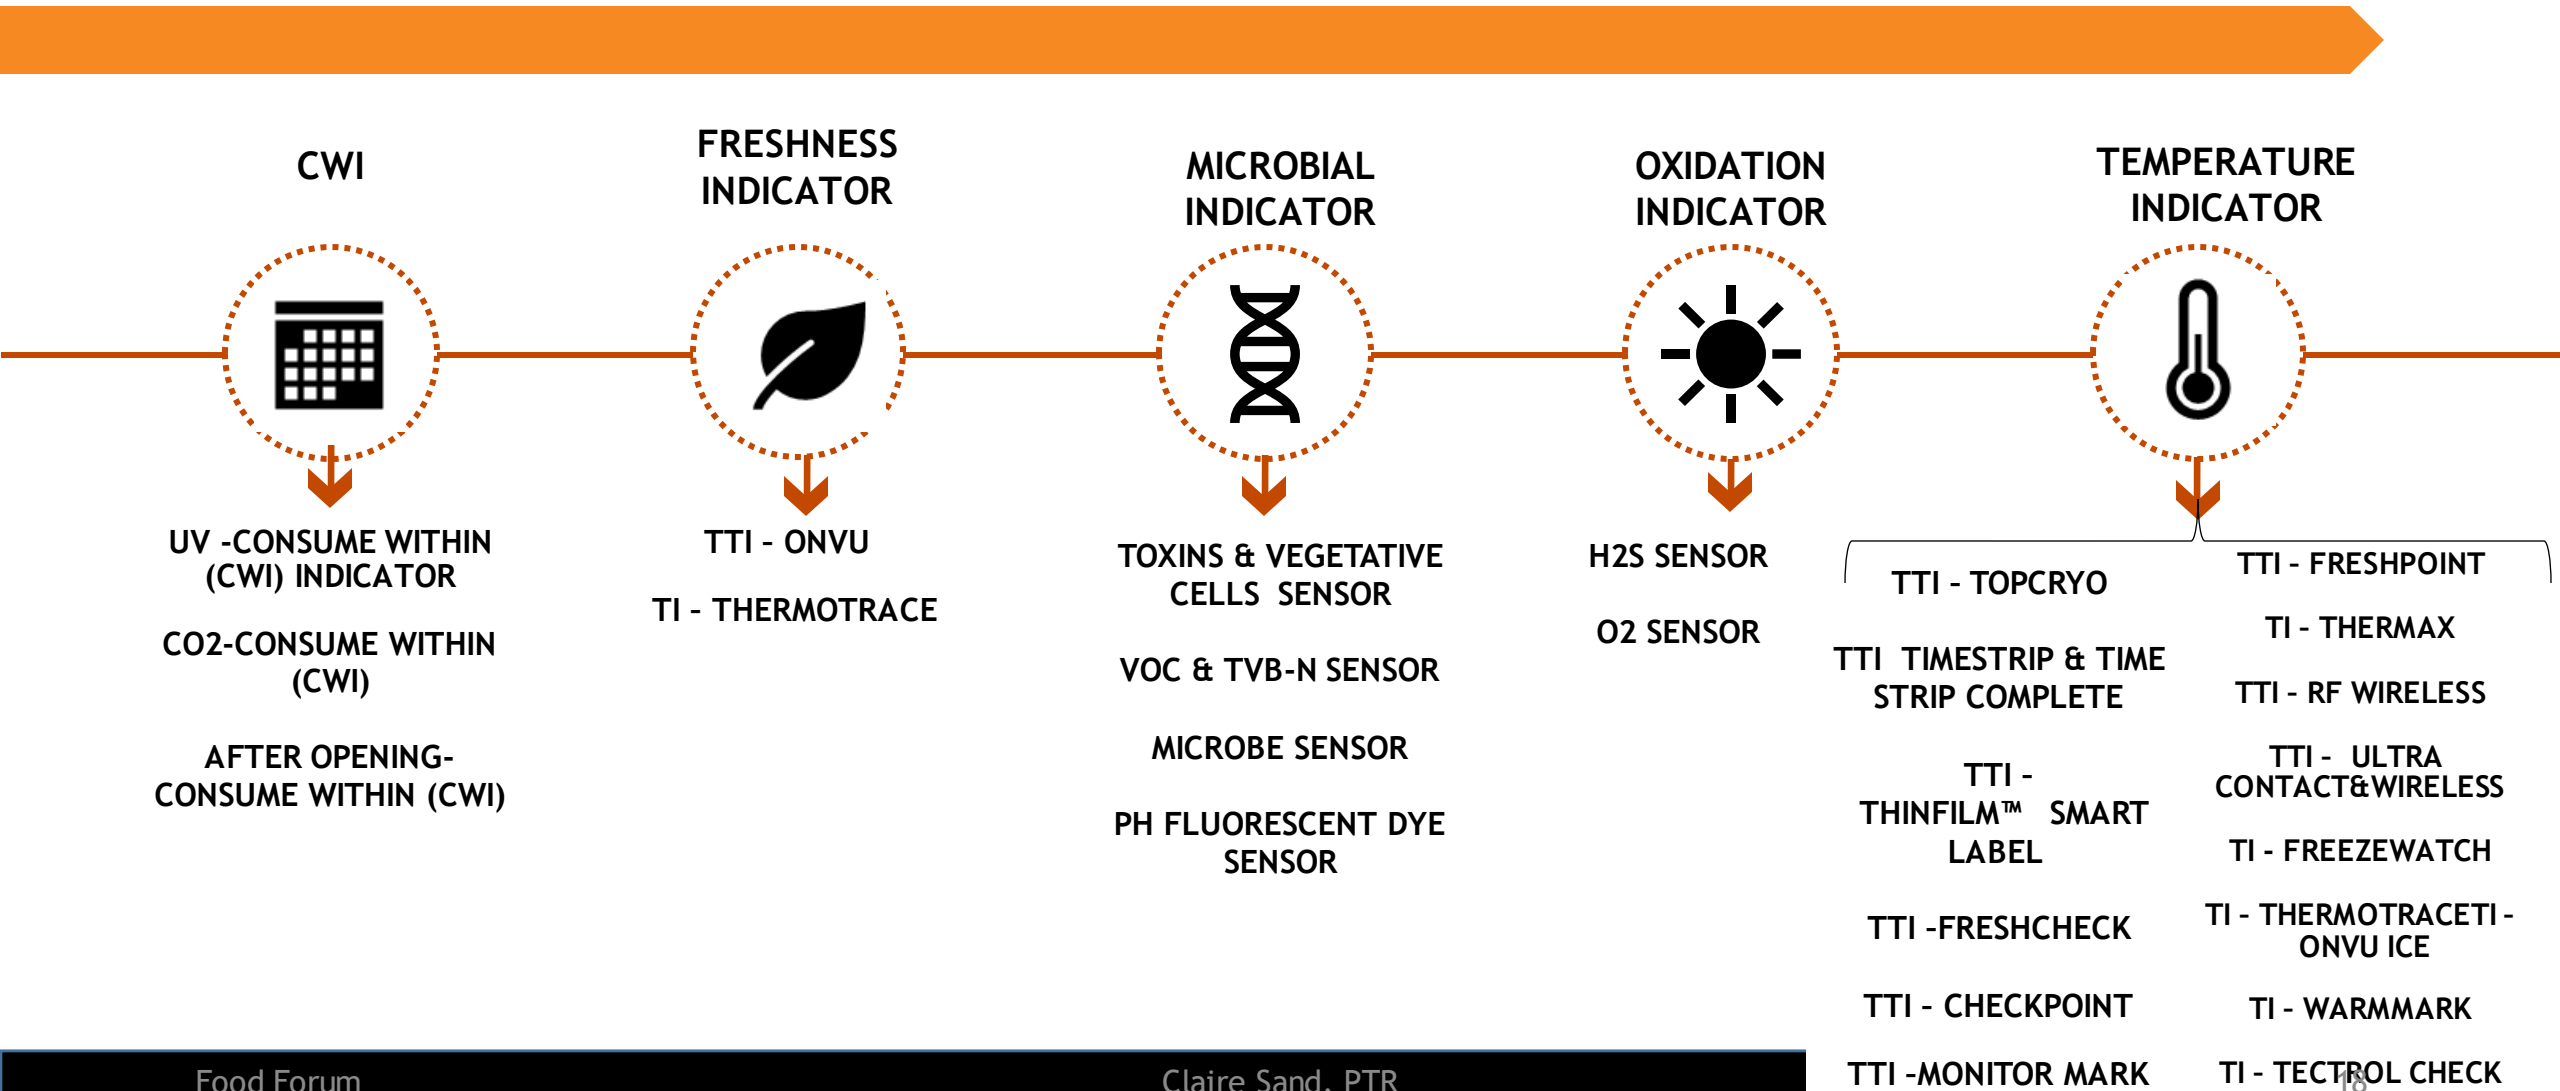 CWI
UV -CONSUME WITHIN
(CWI) INDICATOR
CO2-CONSUME WITHIN
(CWI)
AFTER OPENING-
CONSUME WITHIN (CWI)
FRESHNESS
INDICATOR
TTI – ONVU
TI – THERMOTRACE
MICROBIAL
INDICATOR
TOXINS & VEGETATIVE
CELLS SENSOR
VOC & TVB-N SENSOR
MICROBE SENSOR
PH FLUORESCENT DYE
SENSOR
OXIDATION
INDICATOR
H2S SENSOR
O2 SENSOR
TEMPERATURE
INDICATOR
TTI – TOPCRYO
TTI TIMESTRIP & TIME
STRIP COMPLETE
TTI –
THINFILM™ SMART
LABEL
TTI –FRESHCHECK
TTI – CHECKPOINT
TTI –MONITOR MARK
TTI – FRESHPOINT
TI – THERMAX
TTI – RF WIRELESS
TTI – ULTRA
CONTACT&WIRELESS
TI - FREEZEWATCH
TI – THERMOTRACETI –
ONVU ICE
TI – WARMMARK
TI – TECTROL CHECK
Food Forum
Claire Sand, PTR
18